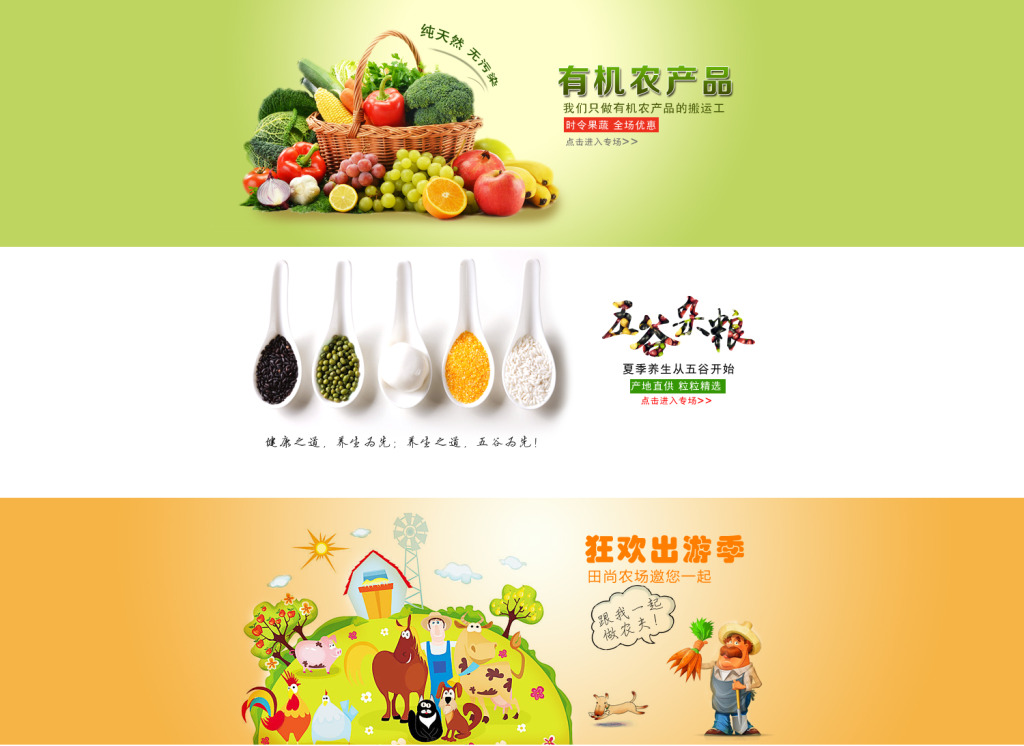 纯天然 无污染
有机农产品
我们只做有机农产品的搬运工
时令果蔬 全场优惠
点击进入专场>>
五谷杂粮
夏季养生从五谷开始
产地直供 粒粒精选
点击进入专场>>
健康之道，养生为先；养生之道，五谷为先！
狂欢出游季
田尚农场邀您一起
跟我一起
做农夫！